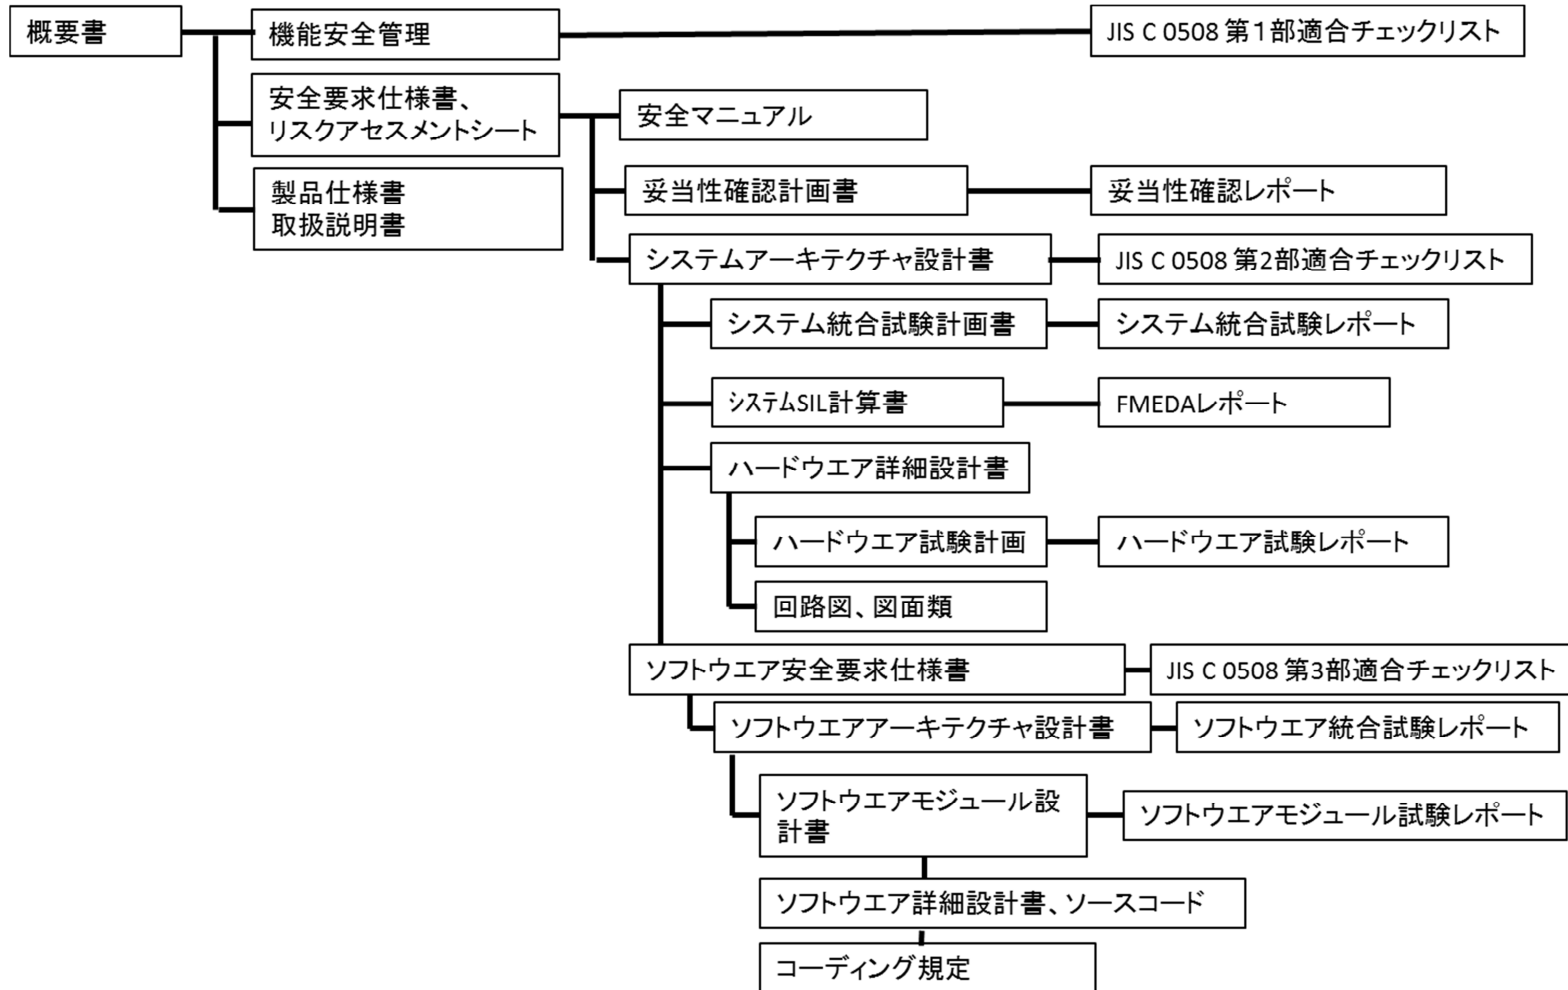 概要書
機能安全管理
JIS C 0508 第1部適合チェックリスト
安全要求仕様書、
リスクアセスメントシート
安全マニュアル
製品仕様書
取扱説明書
妥当性確認計画書
妥当性確認レポート
システムアーキテクチャ設計書
JIS C 0508 第2部適合チェックリスト
システム統合試験計画書
システム統合試験レポート
システムSIL計算書
FMEDAレポート
ハードウエア詳細設計書
ハードウエア試験計画
ハードウエア試験レポート
回路図、図面類
ソフトウエア安全要求仕様書
JIS C 0508 第3部適合チェックリスト
ソフトウエアアーキテクチャ設計書
ソフトウエア統合試験レポート
ソフトウエアモジュール設
計書
ソフトウエアモジュール試験レポート
ソフトウエア詳細設計書、ソースコード
コーディング規定